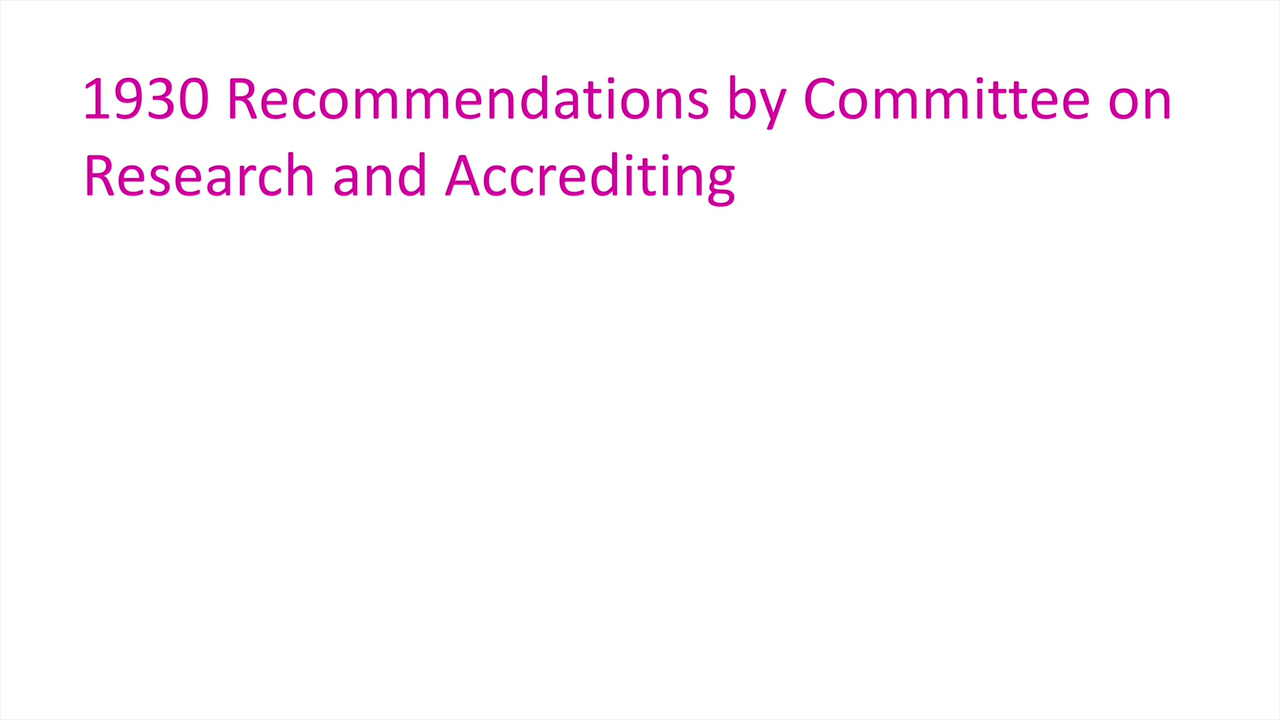 1930 Recommendations by Committee on
Research and Accrediting